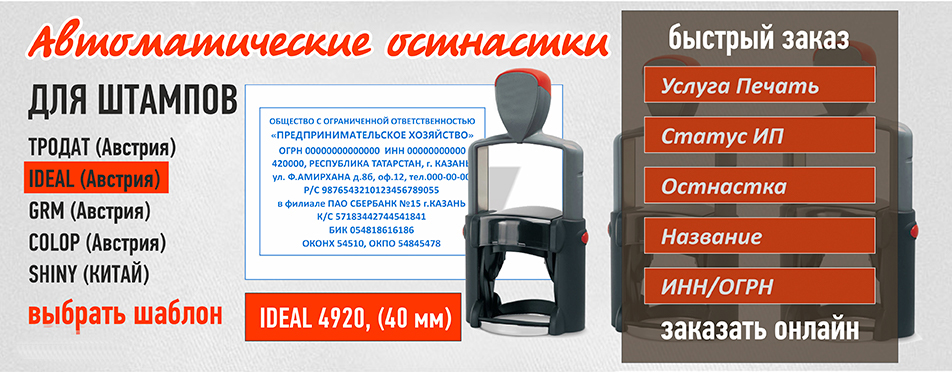 Автоматические остнастки
ДЛЯ ШТАМПОВ
ТРОДАТ (Австрия)
IDEAL (Австрия)
GRM (Австрия)
COLOP (Австрия)
SHINY (КИТАЙ)
выбрать шаблон
ОБЩЕСТВО С ОГРАНИЧЕННОЙ ОТВЕТСТВЕННОСТЬЮ
«ПРЕДПРИНИМАТЕЛЬСКОЕ ХОЗЯЙСТВО»
ОГРН 00000000000000 ИНН 00000000000
420000, РЕСПУБЛИКА ТАТАРСТАН, г. КАЗАНЬ
ул. Ф.АМИРХАНА д.8б, оф.12, тел.000-00-00
Р/С 9876543210123456789055
в филиале ПАО СБЕРБАНК №15 г.КАЗАНЬ
К/С 57183442744541841
БИК 054818616186
ОКОНХ 54510, ОКПО 54845478
IDEAL 4920, (40 мм)
быстрый заказ
Услуга Печать
Статус ИП
Остнастка
Название
ИНН/ОГРН
заказать онлайн